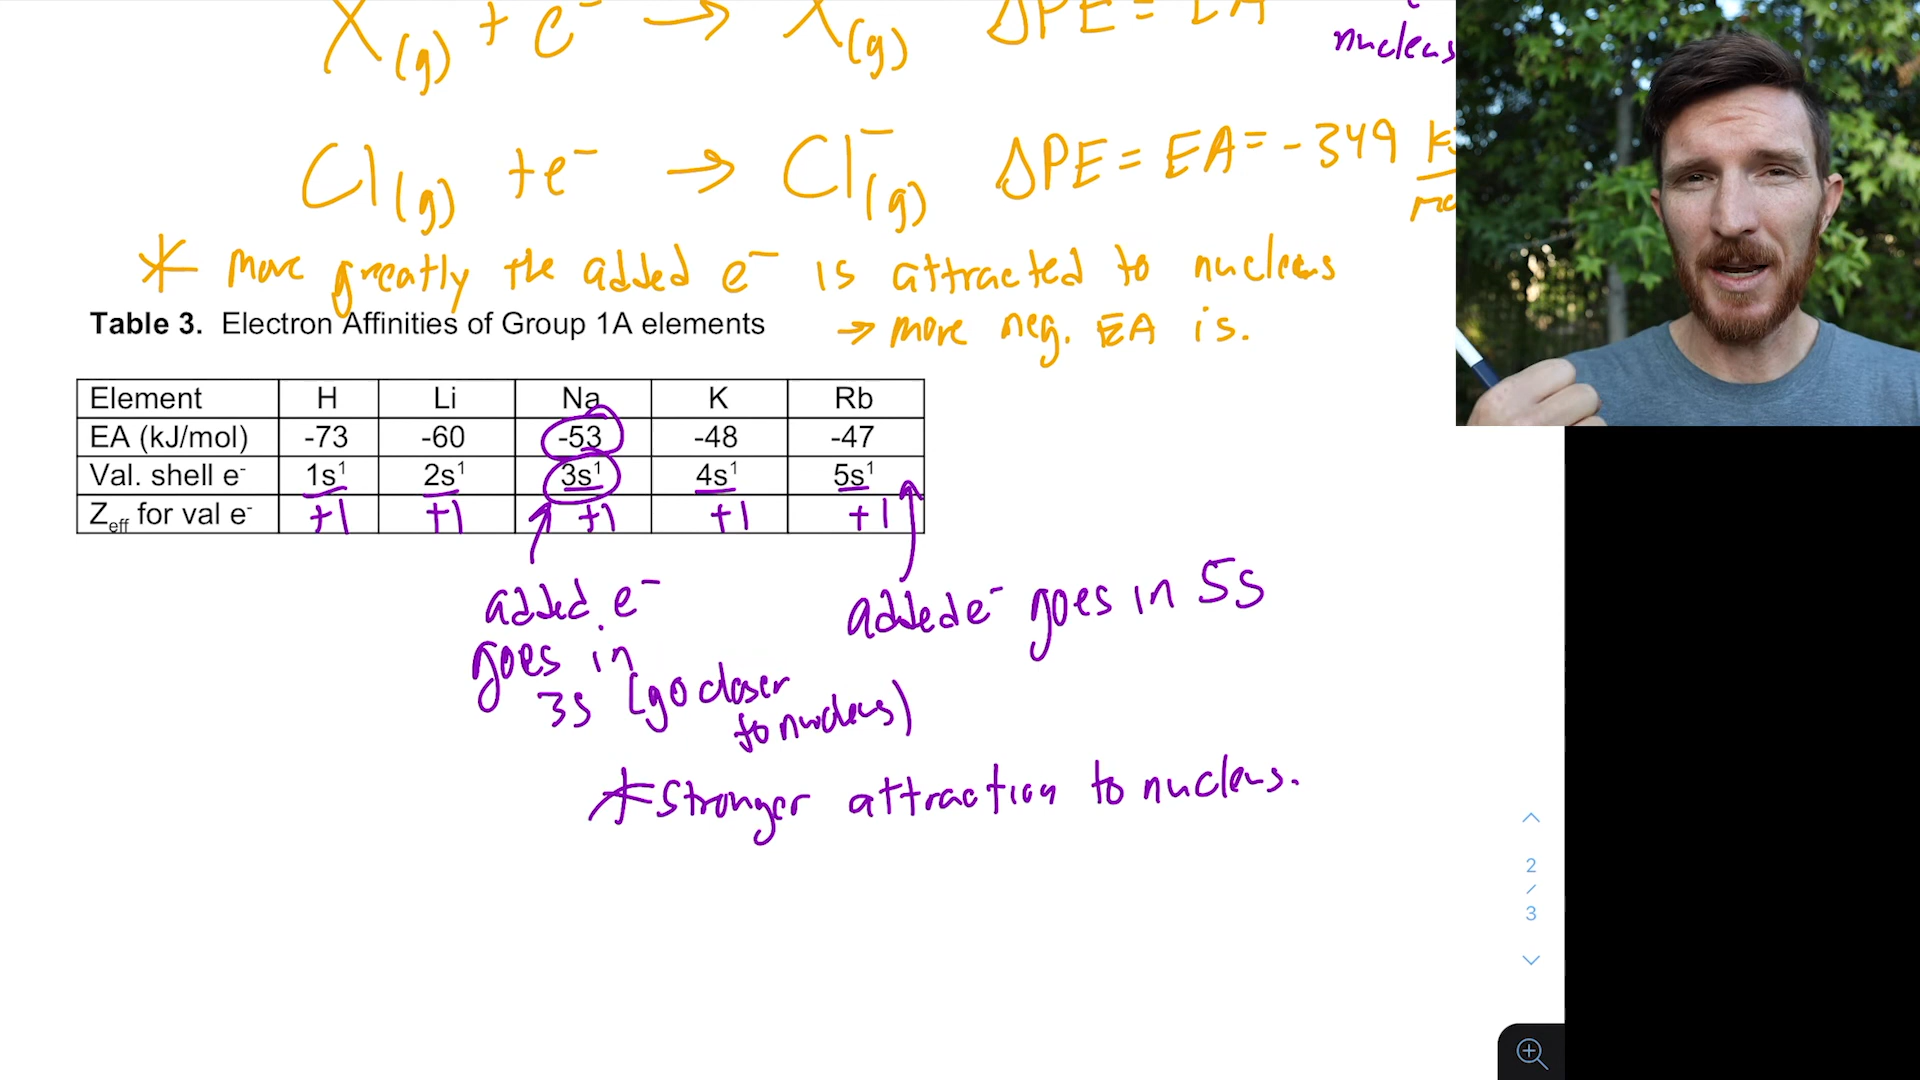 X(g) + e⁻ → X(g) ΔPE = EA
nucleus
Cl(g) + e⁻ → Cl⁻(g) ΔPE = EA = -349
* more greatly the added e⁻ is attracted to nucleus
→ more neg. EA is.
Table 3. Electron Affinities of Group 1A elements
Element H Li Na K Rb
EA (kJ/mol) -73 -60 -53 -48 -47
Val. shell e⁻ 1s¹ 2s¹ 3s¹ 4s¹ 5s¹
Zeff for val e⁻ +1 +1 +1 +1 +1
added e⁻
goes in
3s (go closer
to nucleus)
added e⁻ goes in 5s
* Stronger attraction to nucleus.
2
/
3